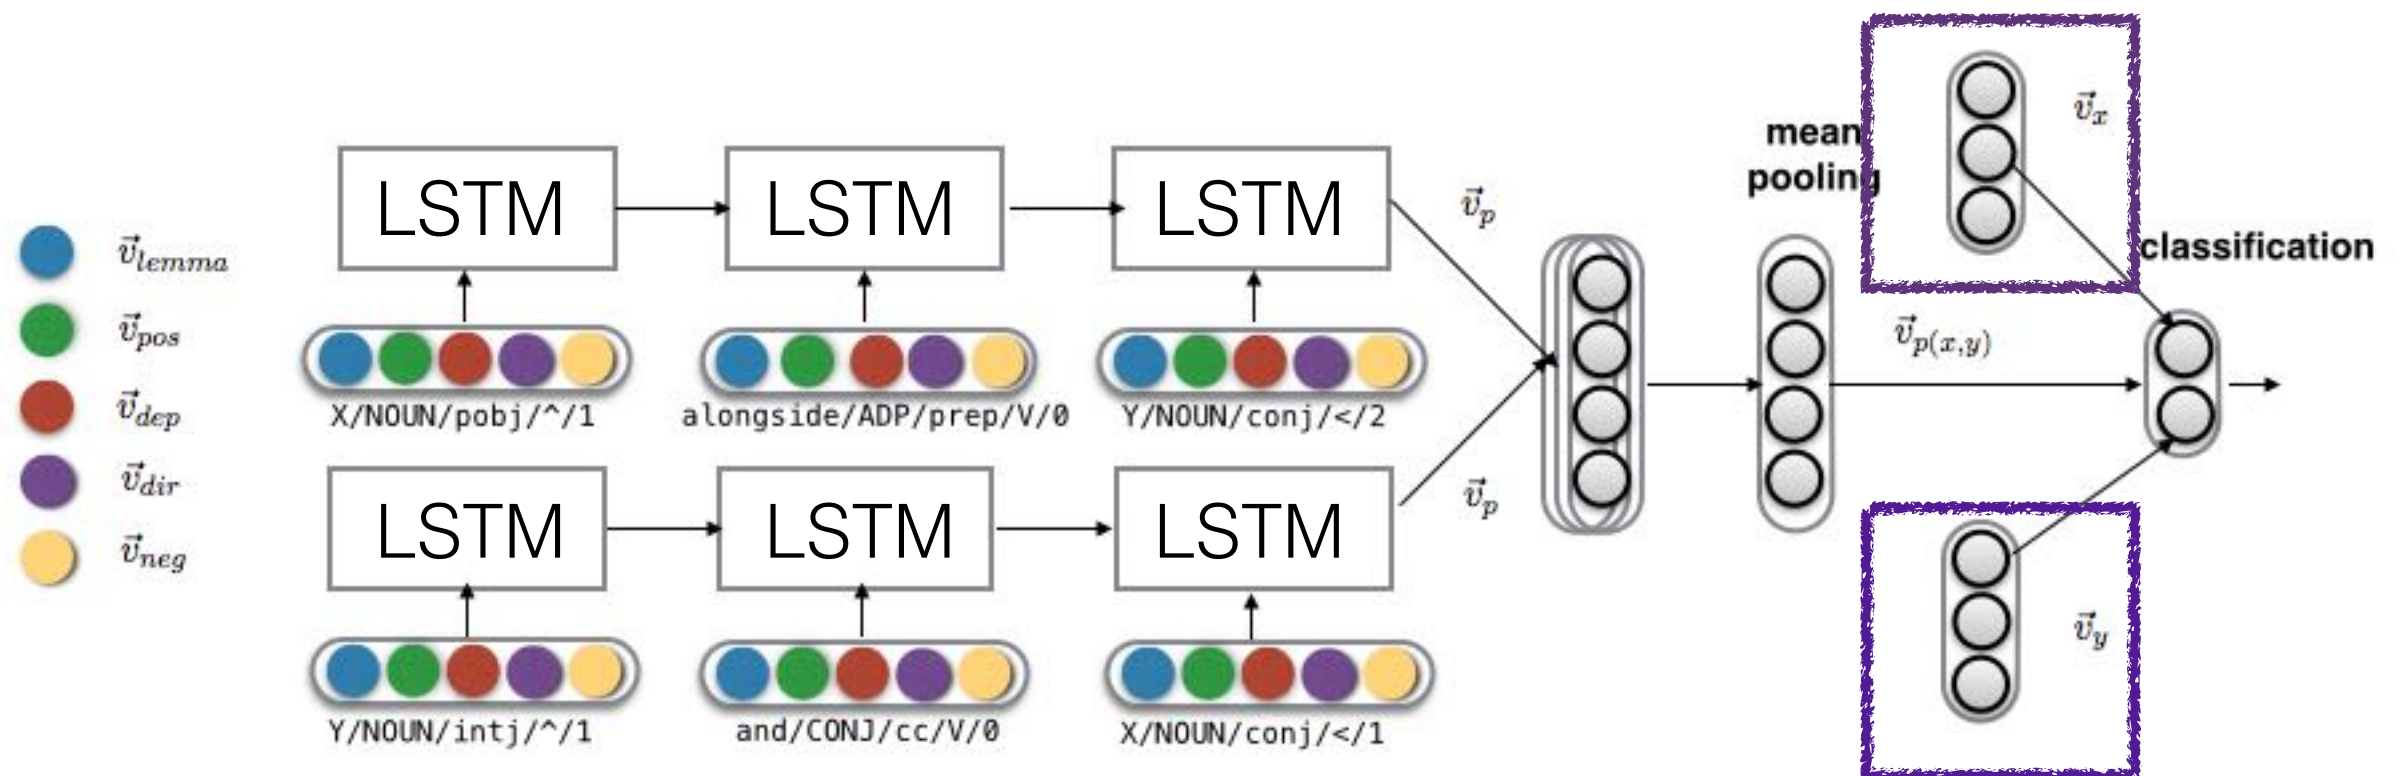 v⃗lemma
v⃗pos
v⃗dep
v⃗dir
v⃗neg
LSTM LSTM LSTM
X/NOUN/pobj/^/1 alongside/ADP/prep/V/0 Y/NOUN/conj/</2
LSTM LSTM LSTM
Y/NOUN/intj/^/1 and/CONJ/cc/V/0 X/NOUN/conj/</1
v⃗p
v⃗p
mean
pooling
v⃗x
classification
v⃗p(x,y)
v⃗y